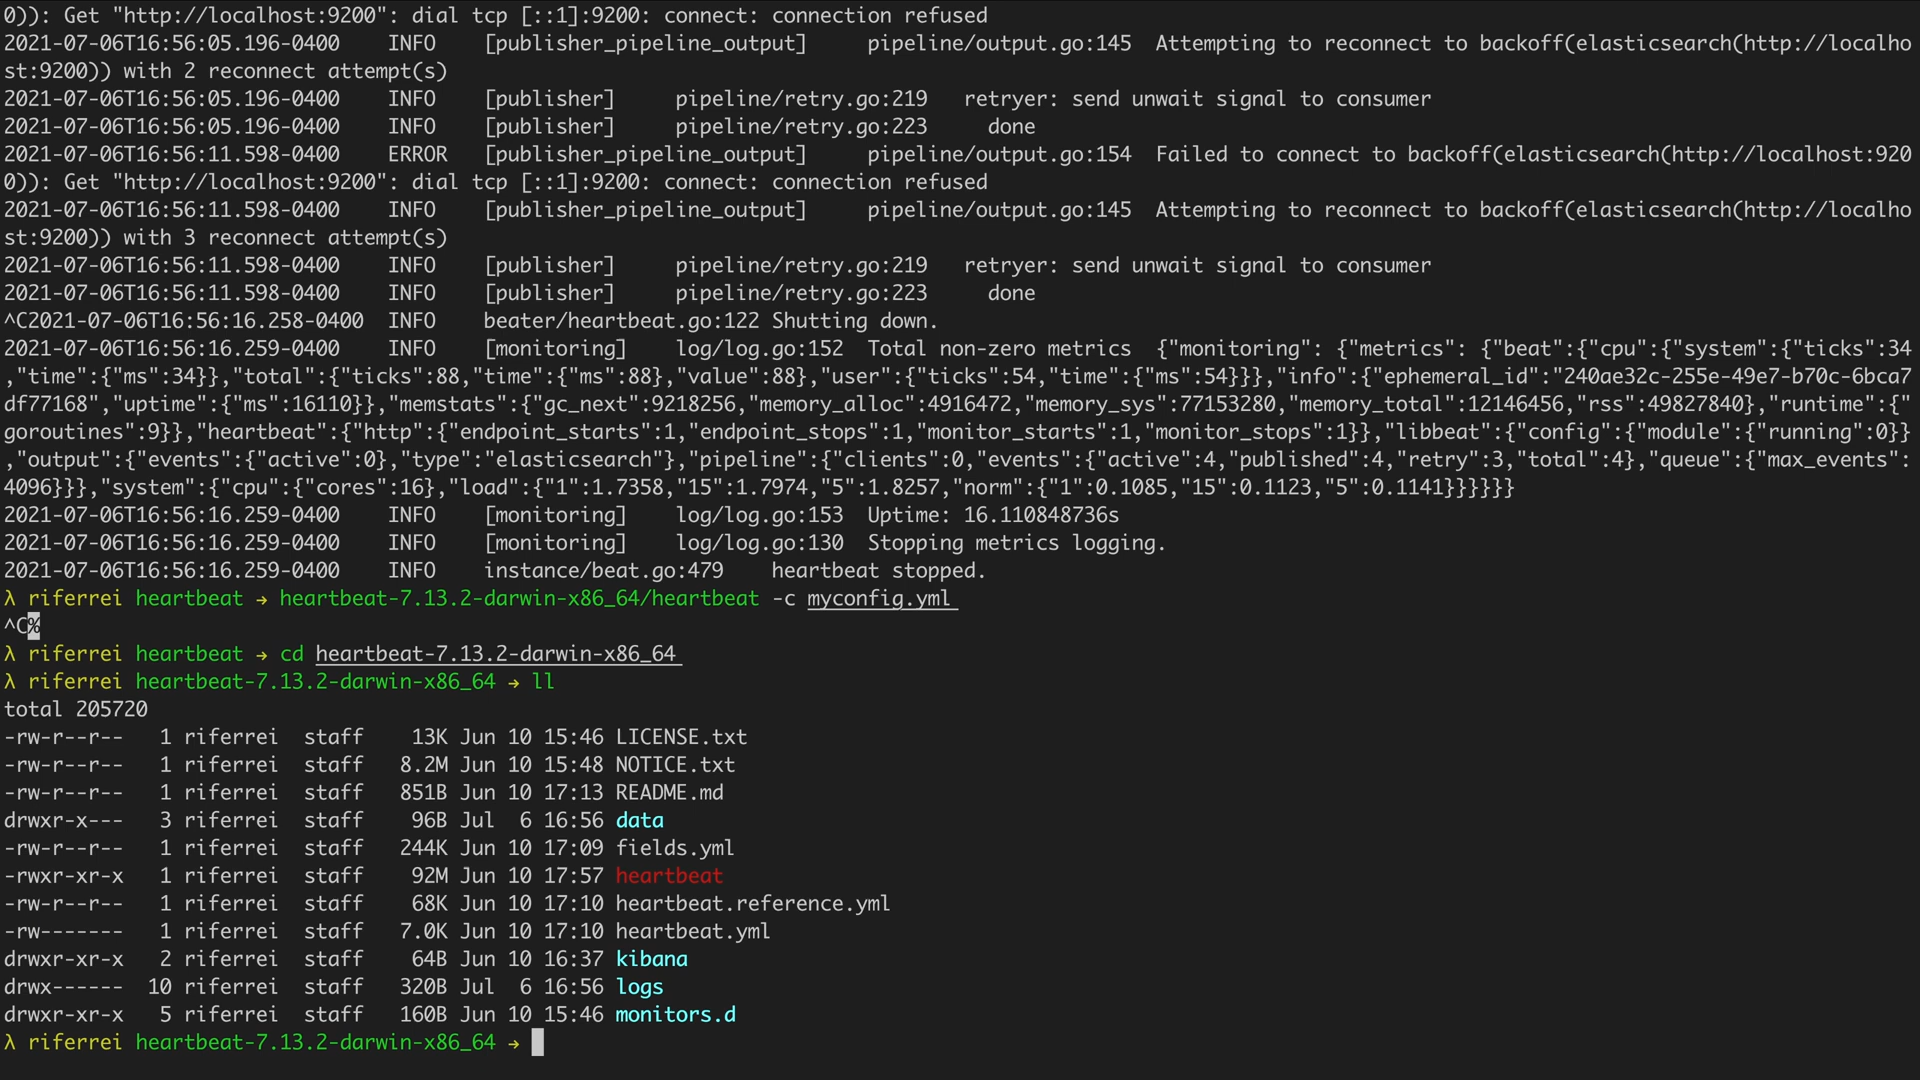 0)): Get "http://localhost:9200": dial tcp [::1]:9200: connect: connection refused
2021-07-06T16:56:05.196-0400    INFO    [publisher_pipeline_output]     pipeline/output.go:145  Attempting to reconnect to backoff(elasticsearch(http://localho
st:9200)) with 2 reconnect attempt(s)
2021-07-06T16:56:05.196-0400    INFO    [publisher]     pipeline/retry.go:219   retryer: send unwait signal to consumer
2021-07-06T16:56:05.196-0400    INFO    [publisher]     pipeline/retry.go:223     done
2021-07-06T16:56:11.598-0400    ERROR   [publisher_pipeline_output]     pipeline/output.go:154  Failed to connect to backoff(elasticsearch(http://localhost:920
0)): Get "http://localhost:9200": dial tcp [::1]:9200: connect: connection refused
2021-07-06T16:56:11.598-0400    INFO    [publisher_pipeline_output]     pipeline/output.go:145  Attempting to reconnect to backoff(elasticsearch(http://localho
st:9200)) with 3 reconnect attempt(s)
2021-07-06T16:56:11.598-0400    INFO    [publisher]     pipeline/retry.go:219   retryer: send unwait signal to consumer
2021-07-06T16:56:11.598-0400    INFO    [publisher]     pipeline/retry.go:223     done
^C2021-07-06T16:56:16.258-0400  INFO    beater/heartbeat.go:122 Shutting down.
2021-07-06T16:56:16.259-0400    INFO    [monitoring]    log/log.go:152  Total non-zero metrics  {"monitoring": {"metrics": {"beat":{"cpu":{"system":{"ticks":34
,"time":{"ms":34}},"total":{"ticks":88,"time":{"ms":88},"value":88},"user":{"ticks":54,"time":{"ms":54}}},"info":{"ephemeral_id":"240ae32c-255e-49e7-b70c-6bca7
df77168","uptime":{"ms":16110}},"memstats":{"gc_next":9218256,"memory_alloc":4916472,"memory_sys":77153280,"memory_total":12146456,"rss":49827840},"runtime":{"
goroutines":9}},"heartbeat":{"http":{"endpoint_starts":1,"endpoint_stops":1,"monitor_starts":1,"monitor_stops":1}},"libbeat":{"config":{"module":{"running":0}}
,"output":{"events":{"active":0},"type":"elasticsearch"},"pipeline":{"clients":0,"events":{"active":4,"published":4,"retry":3,"total":4},"queue":{"max_events":
4096}}},"system":{"cpu":{"cores":16},"load":{"1":1.7358,"15":1.7974,"5":1.8257,"norm":{"1":0.1085,"15":0.1123,"5":0.1141}}}}}}
2021-07-06T16:56:16.259-0400    INFO    [monitoring]    log/log.go:153  Uptime: 16.110848736s
2021-07-06T16:56:16.259-0400    INFO    [monitoring]    log/log.go:130  Stopping metrics logging.
2021-07-06T16:56:16.259-0400    INFO    instance/beat.go:479    heartbeat stopped.
λ riferrei heartbeat → heartbeat-7.13.2-darwin-x86_64/heartbeat -c myconfig.yml
^C%
λ riferrei heartbeat → cd heartbeat-7.13.2-darwin-x86_64
λ riferrei heartbeat-7.13.2-darwin-x86_64 → ll
total 205720
-rw-r--r--   1 riferrei  staff    13K Jun 10 15:46 LICENSE.txt
-rw-r--r--   1 riferrei  staff   8.2M Jun 10 15:48 NOTICE.txt
-rw-r--r--   1 riferrei  staff   851B Jun 10 17:13 README.md
drwxr-x---   3 riferrei  staff    96B Jul  6 16:56 data
-rw-r--r--   1 riferrei  staff   244K Jun 10 17:09 fields.yml
-rwxr-xr-x   1 riferrei  staff    92M Jun 10 17:57 heartbeat
-rw-r--r--   1 riferrei  staff    68K Jun 10 17:10 heartbeat.reference.yml
-rw-------   1 riferrei  staff   7.0K Jun 10 17:10 heartbeat.yml
drwxr-xr-x   2 riferrei  staff    64B Jun 10 16:37 kibana
drwx------  10 riferrei  staff   320B Jul  6 16:56 logs
drwxr-xr-x   5 riferrei  staff   160B Jun 10 15:46 monitors.d
λ riferrei heartbeat-7.13.2-darwin-x86_64 →